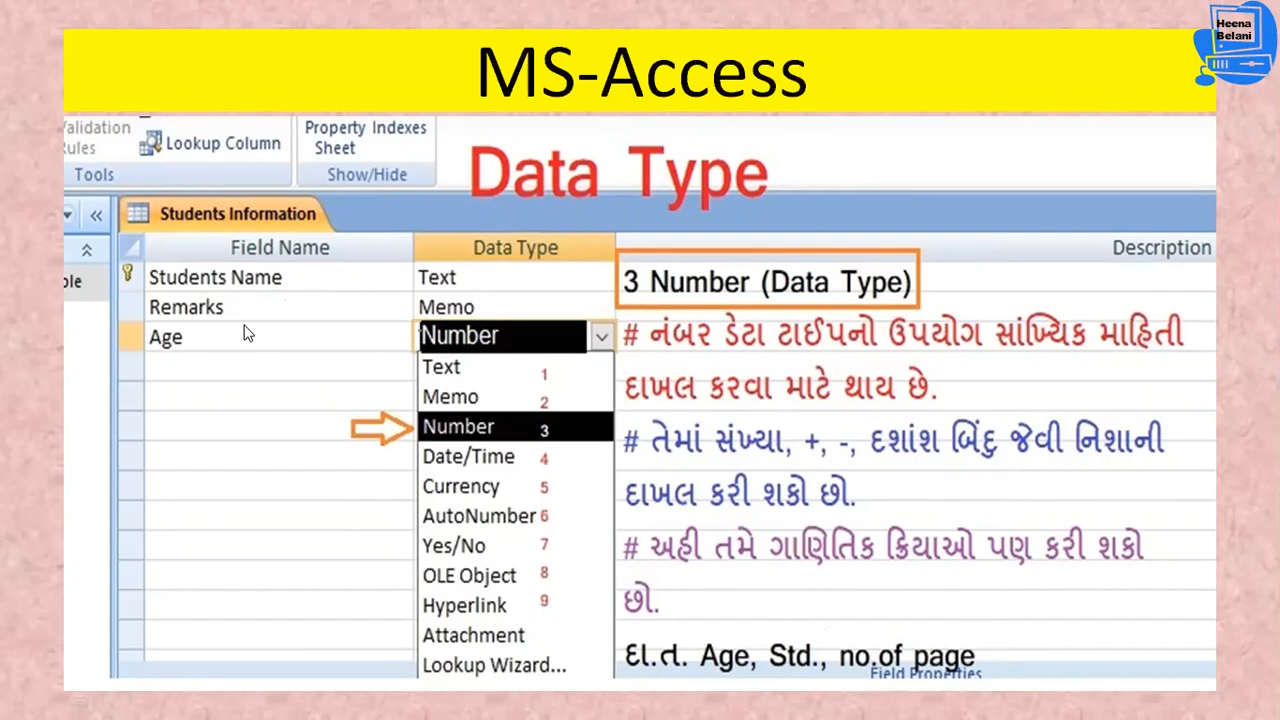 Heena
Belani
MS-Access
Validation
Rules
Lookup Column
Property Indexes
Sheet
Tools
Show/Hide
Data Type
Students Information
Field Name
Data Type
Description
Students Name
Text
3 Number (Data Type)
Remarks
Memo
Age
Number
# નંબર ડેટા ટાઈપનો ઉપયોગ સાંખ્યિક માહિતી
દાખલ કરવા માટે થાય છે.
# તેમાં સંખ્યા, +, -, દશાંશ બિંદુ જેવી નિશાની
દાખલ કરી શકો છો.
# અહી તમે ગાણિતિક ક્રિયાઓ પણ કરી શકો
છો.
દા.ત. Age, Std., no.of page
Text 1
Memo 2
Number 3
Date/Time 4
Currency 5
AutoNumber 6
Yes/No 7
OLE Object 8
Hyperlink 9
Attachment
Lookup Wizard...
Field Properties